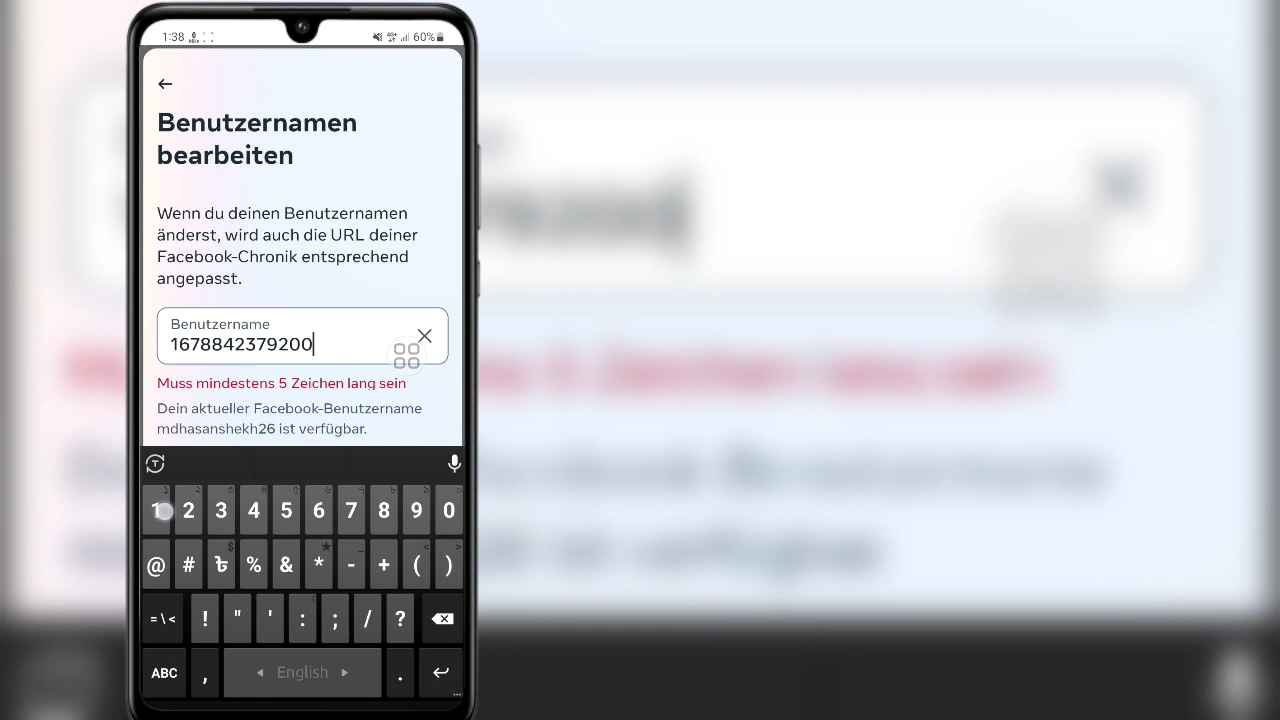 1:38
60%
Benutzernamen
bearbeiten
Wenn du deinen Benutzernamen
änderst, wird auch die URL deiner
Facebook-Chronik entsprechend
angepasst.
Benutzername
1678842379200
Muss mindestens 5 Zeichen lang sein
Dein aktueller Facebook-Benutzername
mdhasanshekh26 ist verfügbar.
1 2 3 4 5 6 7 8 9 0
@ # ৳ % & * - + ( )
= \ < ! " ' : ; / ?
ABC , ◂ English ▸ .